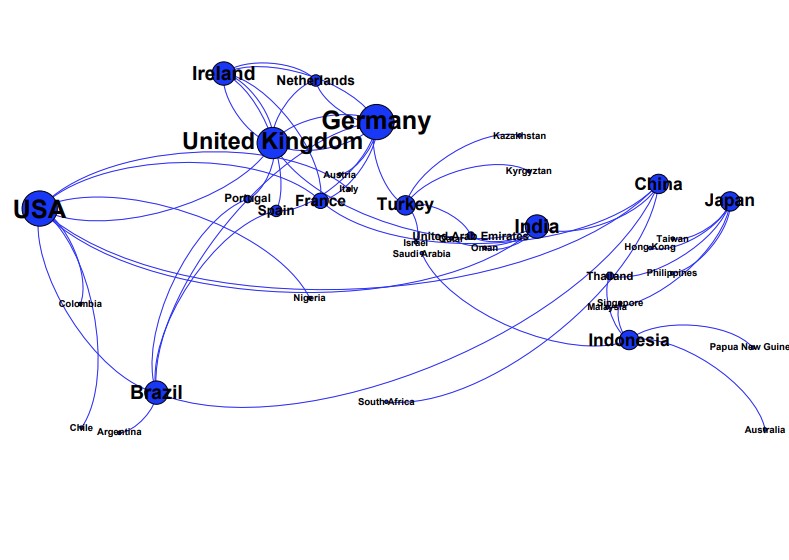 Ireland
Netherlands
Germany
United Kingdom
Kazakhstan
Kyrgyztan
Austria
Italy
China
Portugal
Spain
France
Turkey
Japan
USA
India
United Arab Emirates
Qatar
Israel
Oman
Saudi Arabia
Taiwan
Hong Kong
Thailand
Philippines
Colombia
Nigeria
Singapore
Malaysia
Indonesia
Papua New Guine
Brazil
South Africa
Chile
Argentina
Australia